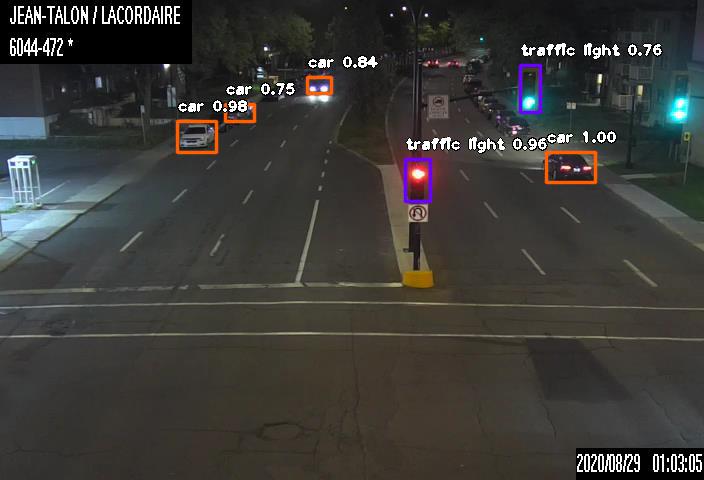 JEAN-TALON / LACORDAIRE
6044-472 *
traffic light 0.76
car 0.84
car 0.75
car 0.98
car 1.00
traffic light 0.96
2020/08/29 01:03:05